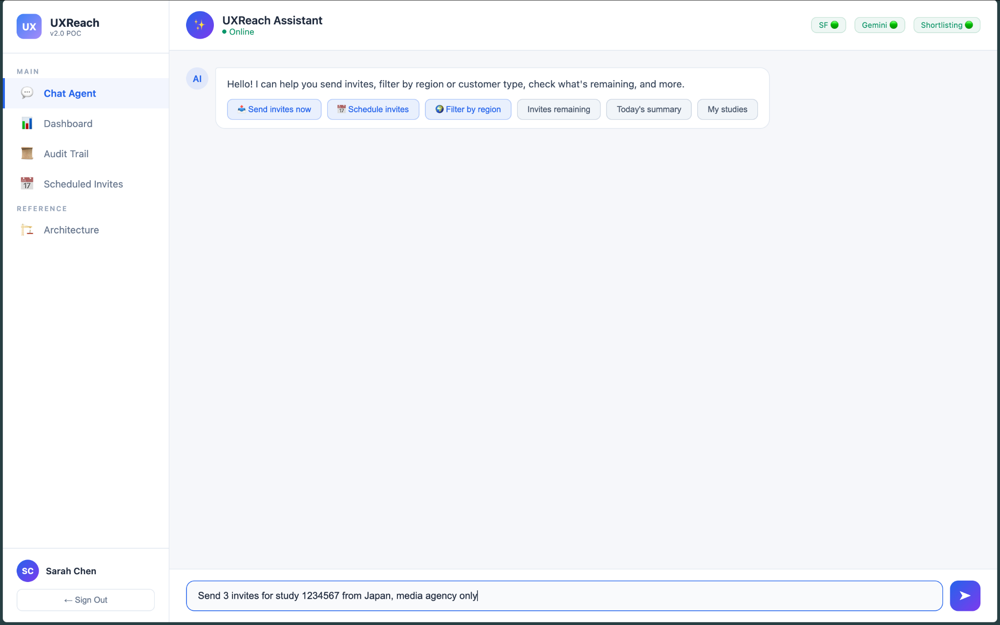 UX
UXReach
v2.0 POC
MAIN
Chat Agent
Dashboard
Audit Trail
17
Scheduled Invites
REFERENCE
Architecture
SC
Sarah Chen
← Sign Out
UXReach Assistant
Online
SF
Gemini
Shortlisting
AI
Hello! I can help you send invites, filter by region or customer type, check what's remaining, and more.
Send invites now
17 Schedule invites
Filter by region
Invites remaining
Today's summary
My studies
Send 3 invites for study 1234567 from Japan, media agency only